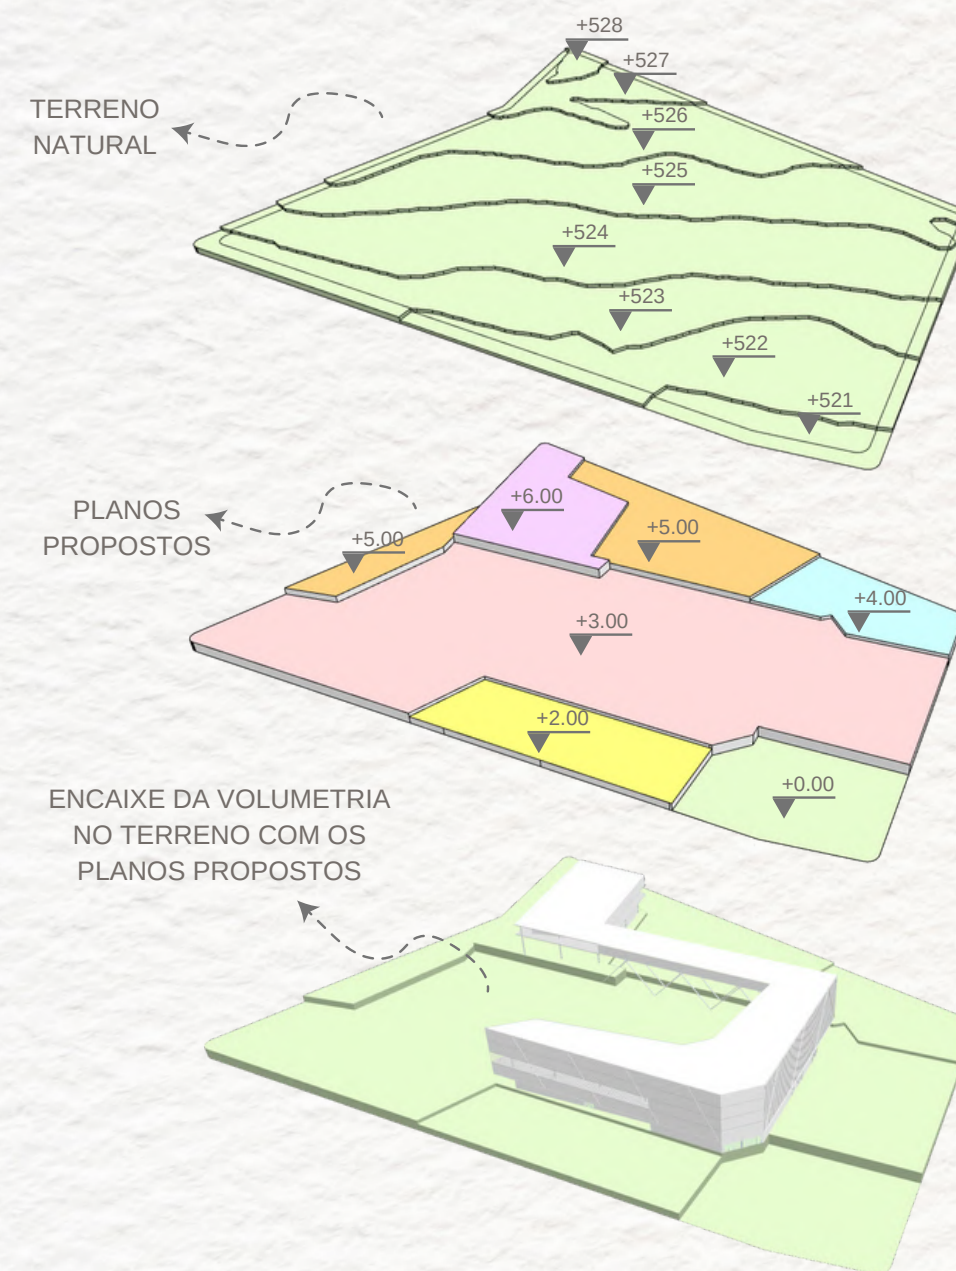 +528
+527
TERRENO
NATURAL
+526
+525
+524
+523
+522
+521
PLANOS
PROPOSTOS
+6.00
+5.00
+5.00
+4.00
+3.00
+2.00
+0.00
ENCAIXE DA VOLUMETRIA
NO TERRENO COM OS
PLANOS PROPOSTOS